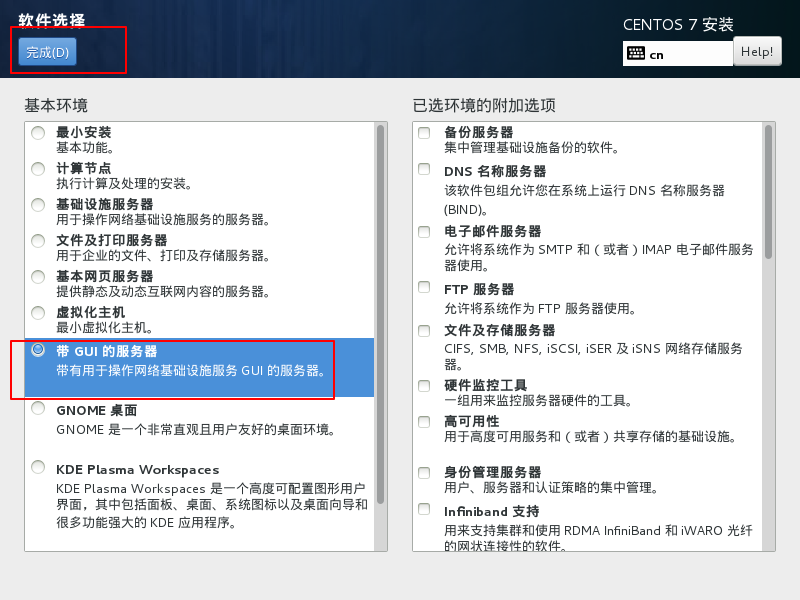 软件选择
完成(D)
CENTOS 7 安装
cn
Help!
基本环境
最小安装
基本功能。
计算节点
执行计算及处理的安装。
基础设施服务器
用于操作网络基础设施服务的服务器。
文件及打印服务器
用于企业的文件、打印及存储服务器。
基本网页服务器
提供静态及动态互联网内容的服务器。
虚拟化主机
最小虚拟化主机。
带 GUI 的服务器
带有用于操作网络基础设施服务 GUI 的服务器。
GNOME 桌面
GNOME 是一个非常直观且用户友好的桌面环境。
KDE Plasma Workspaces
KDE Plasma Workspaces 是一个高度可配置图形用户
界面，其中包括面板、桌面、系统图标以及桌面向导和
很多功能强大的 KDE 应用程序。
已选环境的附加选项
备份服务器
集中管理基础设施备份的软件。
DNS 名称服务器
该软件包组允许您在系统上运行 DNS 名称服务器
(BIND)。
电子邮件服务器
允许将系统作为 SMTP 和（或者）IMAP 电子邮件服务
器使用。
FTP 服务器
允许将系统作为 FTP 服务器使用。
文件及存储服务器
CIFS, SMB, NFS, iSCSI, iSER 及 iSNS 网络存储服务
器。
硬件监控工具
一组用来监控服务器硬件的工具。
高可用性
用于高度可用服务和（或者）共享存储的基础设施。
身份管理服务器
用户、服务器和认证策略的集中管理。
Infiniband 支持
用来支持集群和使用 RDMA InfiniBand 和 iWARO 光纤
的网状连接性的软件。